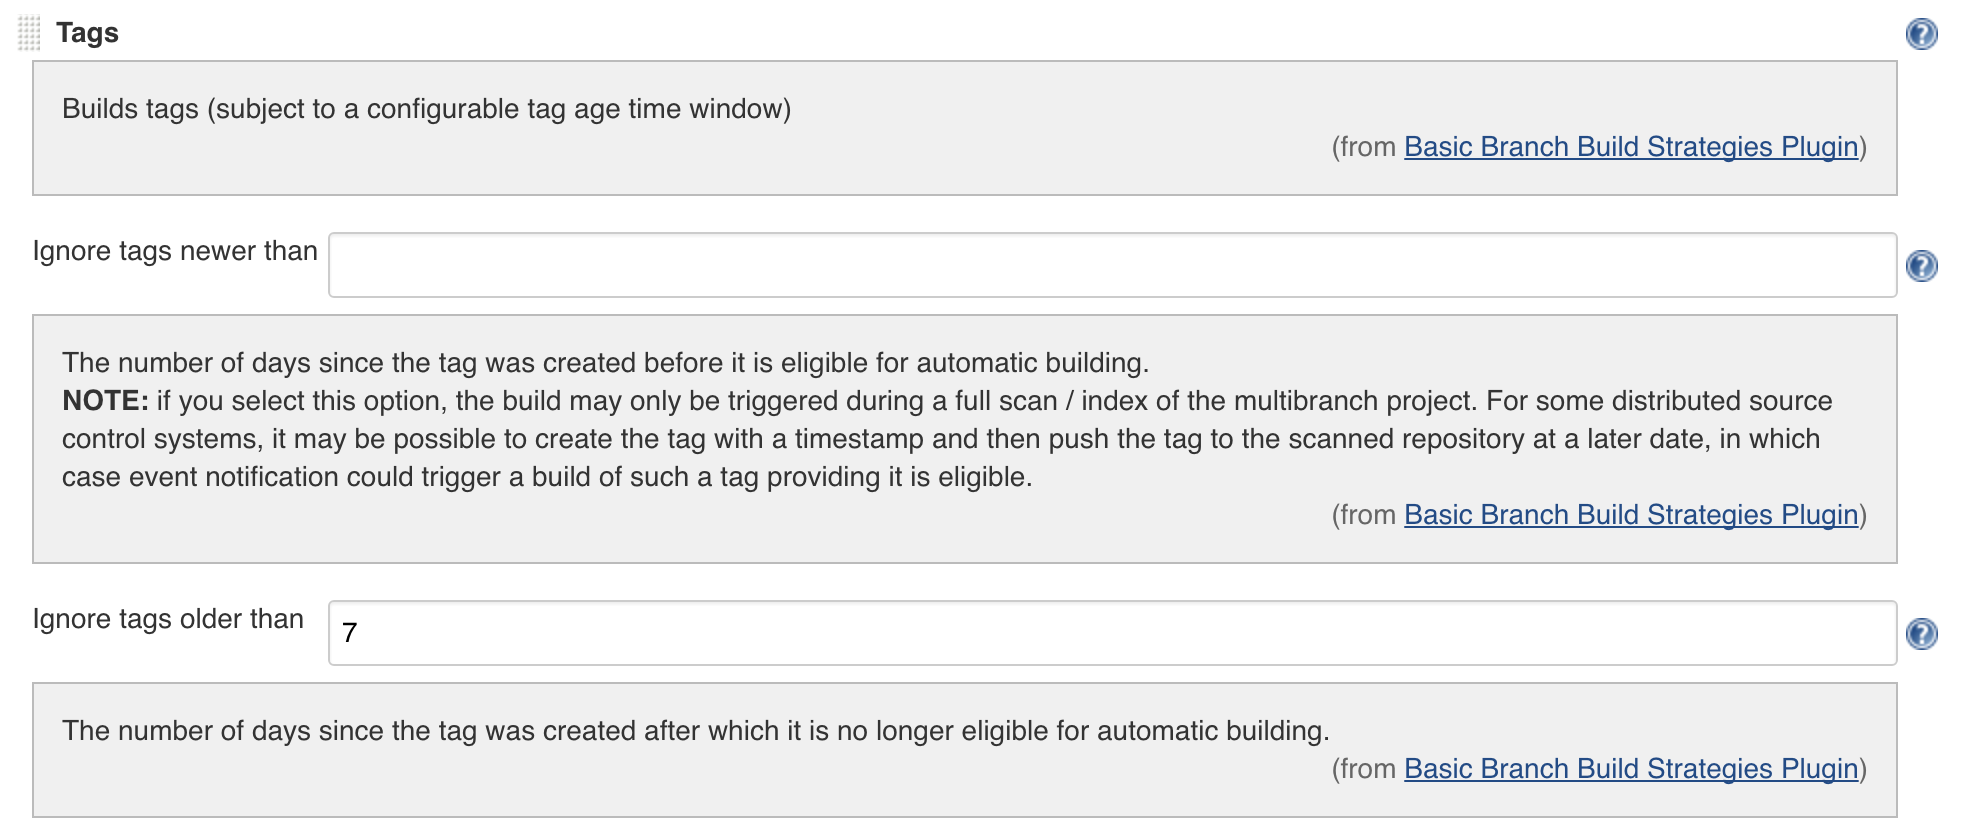 Tags
Builds tags (subject to a configurable tag age time window)
(from Basic Branch Build Strategies Plugin)
Ignore tags newer than
The number of days since the tag was created before it is eligible for automatic building.
NOTE: if you select this option, the build may only be triggered during a full scan / index of the multibranch project. For some distributed source
control systems, it may be possible to create the tag with a timestamp and then push the tag to the scanned repository at a later date, in which
case event notification could trigger a build of such a tag providing it is eligible.
(from Basic Branch Build Strategies Plugin)
Ignore tags older than 7
The number of days since the tag was created after which it is no longer eligible for automatic building.
(from Basic Branch Build Strategies Plugin)